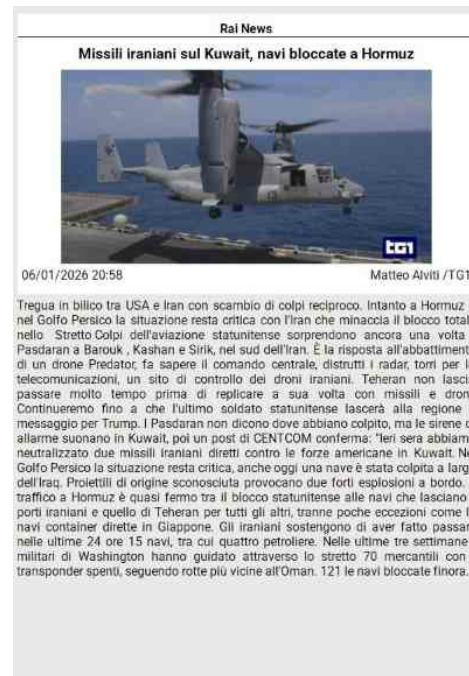 Rai News
Missili iraniani sul Kuwait, navi bloccate a Hormuz
tG1
06/01/2026 20:58
Matteo Alviti /TG1
Tregua in bilico tra USA e Iran con scambio di colpi reciproco. Intanto a Hormuz
nel Golfo Persico la situazione resta critica con l'Iran che minaccia il blocco total
nello Stretto Colpi dell'aviazione statunitense sorprendono ancora una volta
Pasdaran a Barouk , Kashan e Sirik, nel sud dell'Iran. È la risposta all'abbattiment
di un drone Predator, fa sapere il comando centrale, distrutti i radar, torri per l
telecomunicazioni, un sito di controllo dei droni iraniani. Teheran non lasci
passare molto tempo prima di replicare a sua volta con missili e dron
Continueremo fino a che l'ultimo soldato statunitense lascerà alla regione
messaggio per Trump. I Pasdaran non dicono dove abbiano colpito, ma le sirene d
allarme suonano in Kuwait, poi un post di CENTCOM conferma: "Ieri sera abbiam
neutralizzato due missili iraniani diretti contro le forze americane in Kuwait. Ne
Golfo Persico la situazione resta critica, anche oggi una nave è stata colpita a larg
dell'Iraq. Proiettili di origine sconosciuta provocano due forti esplosioni a bordo.
traffico a Hormuz è quasi fermo tra il blocco statunitense alle navi che lasciano
porti iraniani e quello di Teheran per tutti gli altri, tranne poche eccezioni come l
navi container dirette in Giappone. Gli iraniani sostengono di aver fatto passar
nelle ultime 24 ore 15 navi, tra cui quattro petroliere. Nelle ultime tre settimane
militari di Washington hanno guidato attraverso lo stretto 70 mercantili con
transponder spenti, seguendo rotte più vicine all'Oman. 121 le navi bloccate finora.